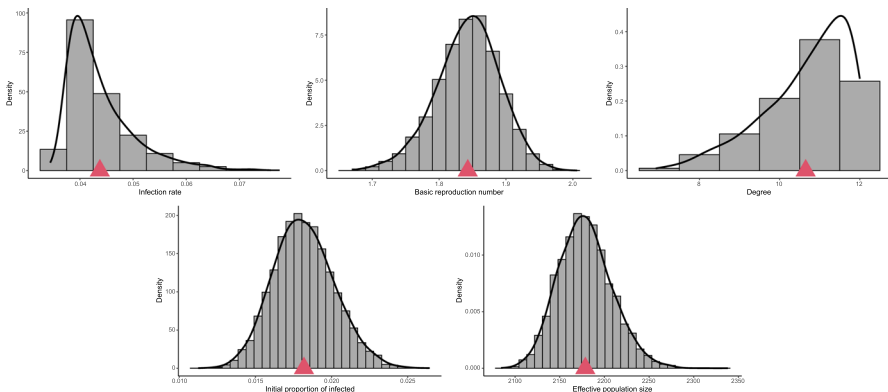 100
75
50
25
0
Density
0.04 0.05 0.06 0.07
Infection rate
7.5
5.0
2.5
0.0
Density
1.7 1.8 1.9 2.0
Basic reproduction number
0.4
0.3
0.2
0.1
0.0
Density
8 10 12
Degree
200
150
100
50
0
Density
0.010 0.015 0.020 0.025
Initial proportion of infected
0.010
0.005
0.000
Density
2100 2150 2200 2250 2300 2350
Effective population size